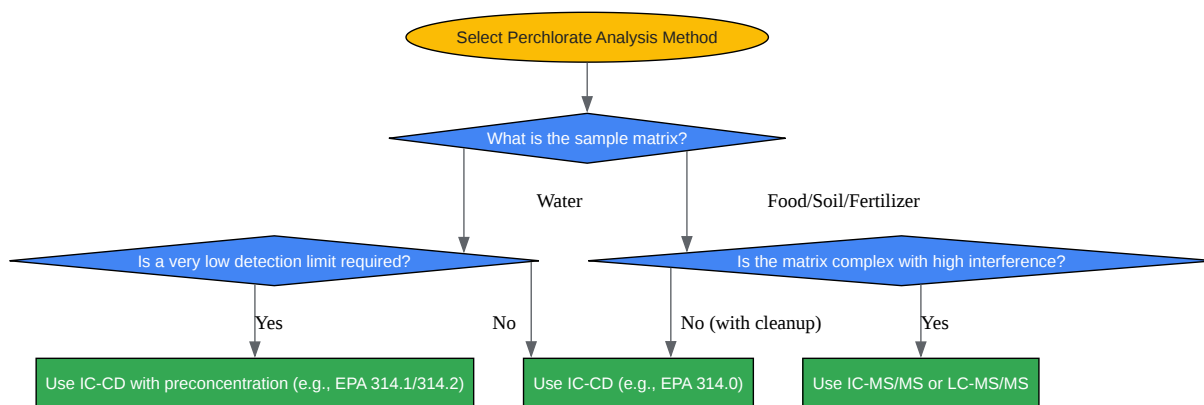 Select Perchlorate Analysis Method
What is the sample matrix?
Water
Food/Soil/Fertilizer
Is a very low detection limit required?
Is the matrix complex with high interference?
Yes
No
No (with cleanup)
Yes
Use IC-CD with preconcentration (e.g., EPA 314.1/314.2)
Use IC-CD (e.g., EPA 314.0)
Use IC-MS/MS or LC-MS/MS